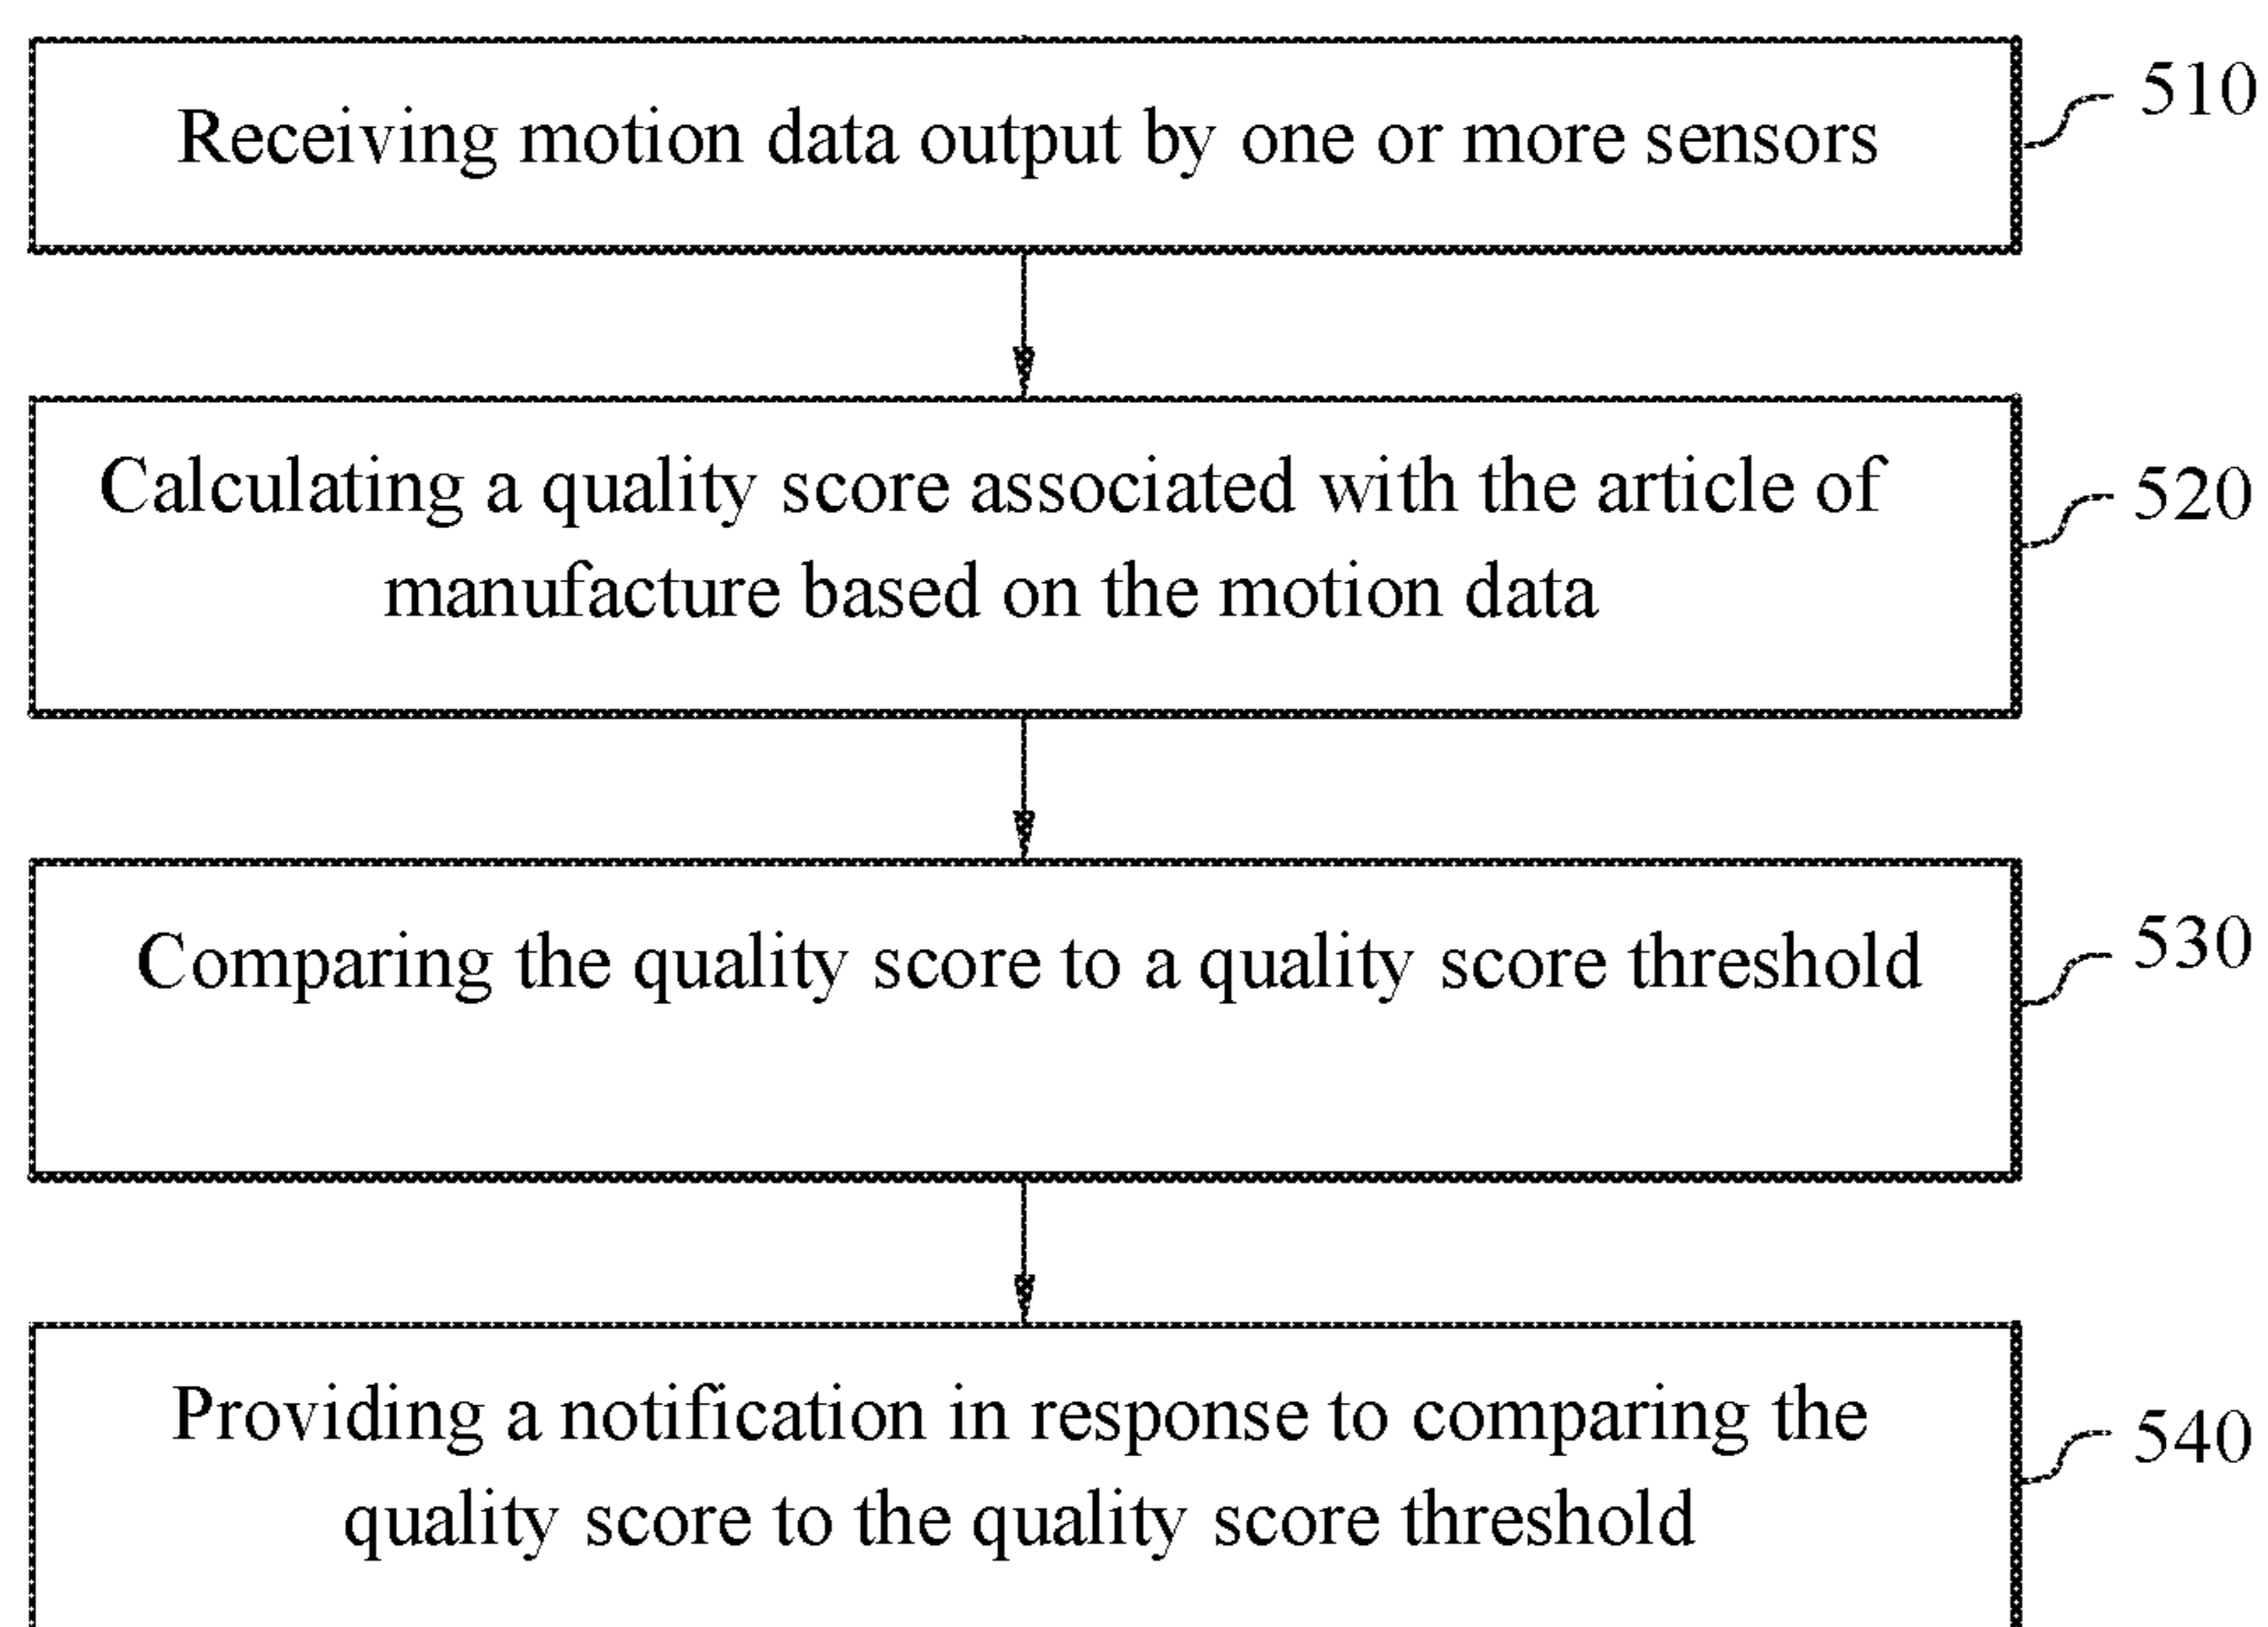 Receiving motion data output by one or more sensors
510
Calculating a quality score associated with the article of
manufacture based on the motion data
520
Comparing the quality score to a quality score threshold
530
Providing a notification in response to comparing the
quality score to the quality score threshold
540